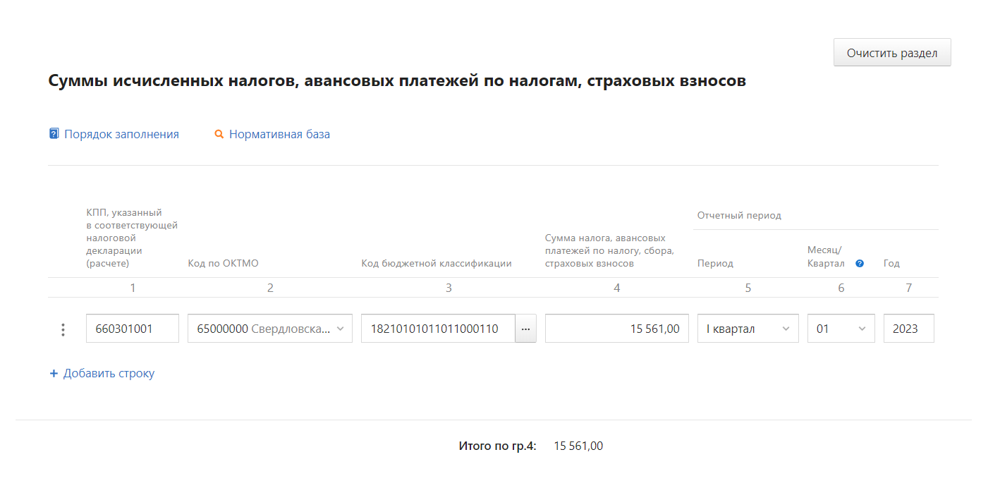 Очистить раздел
Суммы исчисленных налогов, авансовых платежей по налогам, страховых взносов
Порядок заполнения
Нормативная база
КПП, указанный
в соответствующей
налоговой
декларации
(расчете)
Код по ОКТМО
Код бюджетной классификации
Сумма налога, авансовых
платежей по налогу, сбора,
страховых взносов
Отчетный период
Период
Месяц/
Квартал
Год
1 2 3 4 5 6 7
660301001
65000000 Свердловска...
18210101011011000110
...
15 561,00
I квартал
01
2023
+ Добавить строку
Итого по гр.4: 15 561,00